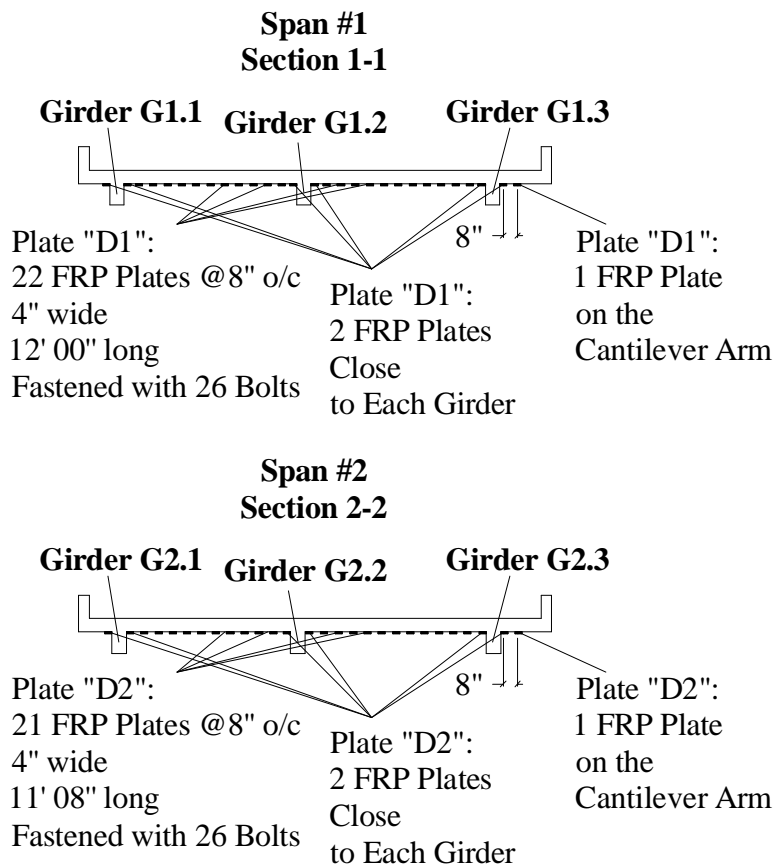 Span #1
Section 1-1
Girder G1.1
Girder G1.2
Girder G1.3
8"
Plate "D1":
22 FRP Plates @8" o/c
4" wide
12' 00" long
Fastened with 26 Bolts
Plate "D1":
2 FRP Plates
Close
to Each Girder
Plate "D1":
1 FRP Plate
on the
Cantilever Arm
Span #2
Section 2-2
Girder G2.1
Girder G2.2
Girder G2.3
8"
Plate "D2":
21 FRP Plates @8" o/c
4" wide
11' 08" long
Fastened with 26 Bolts
Plate "D2":
2 FRP Plates
Close
to Each Girder
Plate "D2":
1 FRP Plate
on the
Cantilever Arm